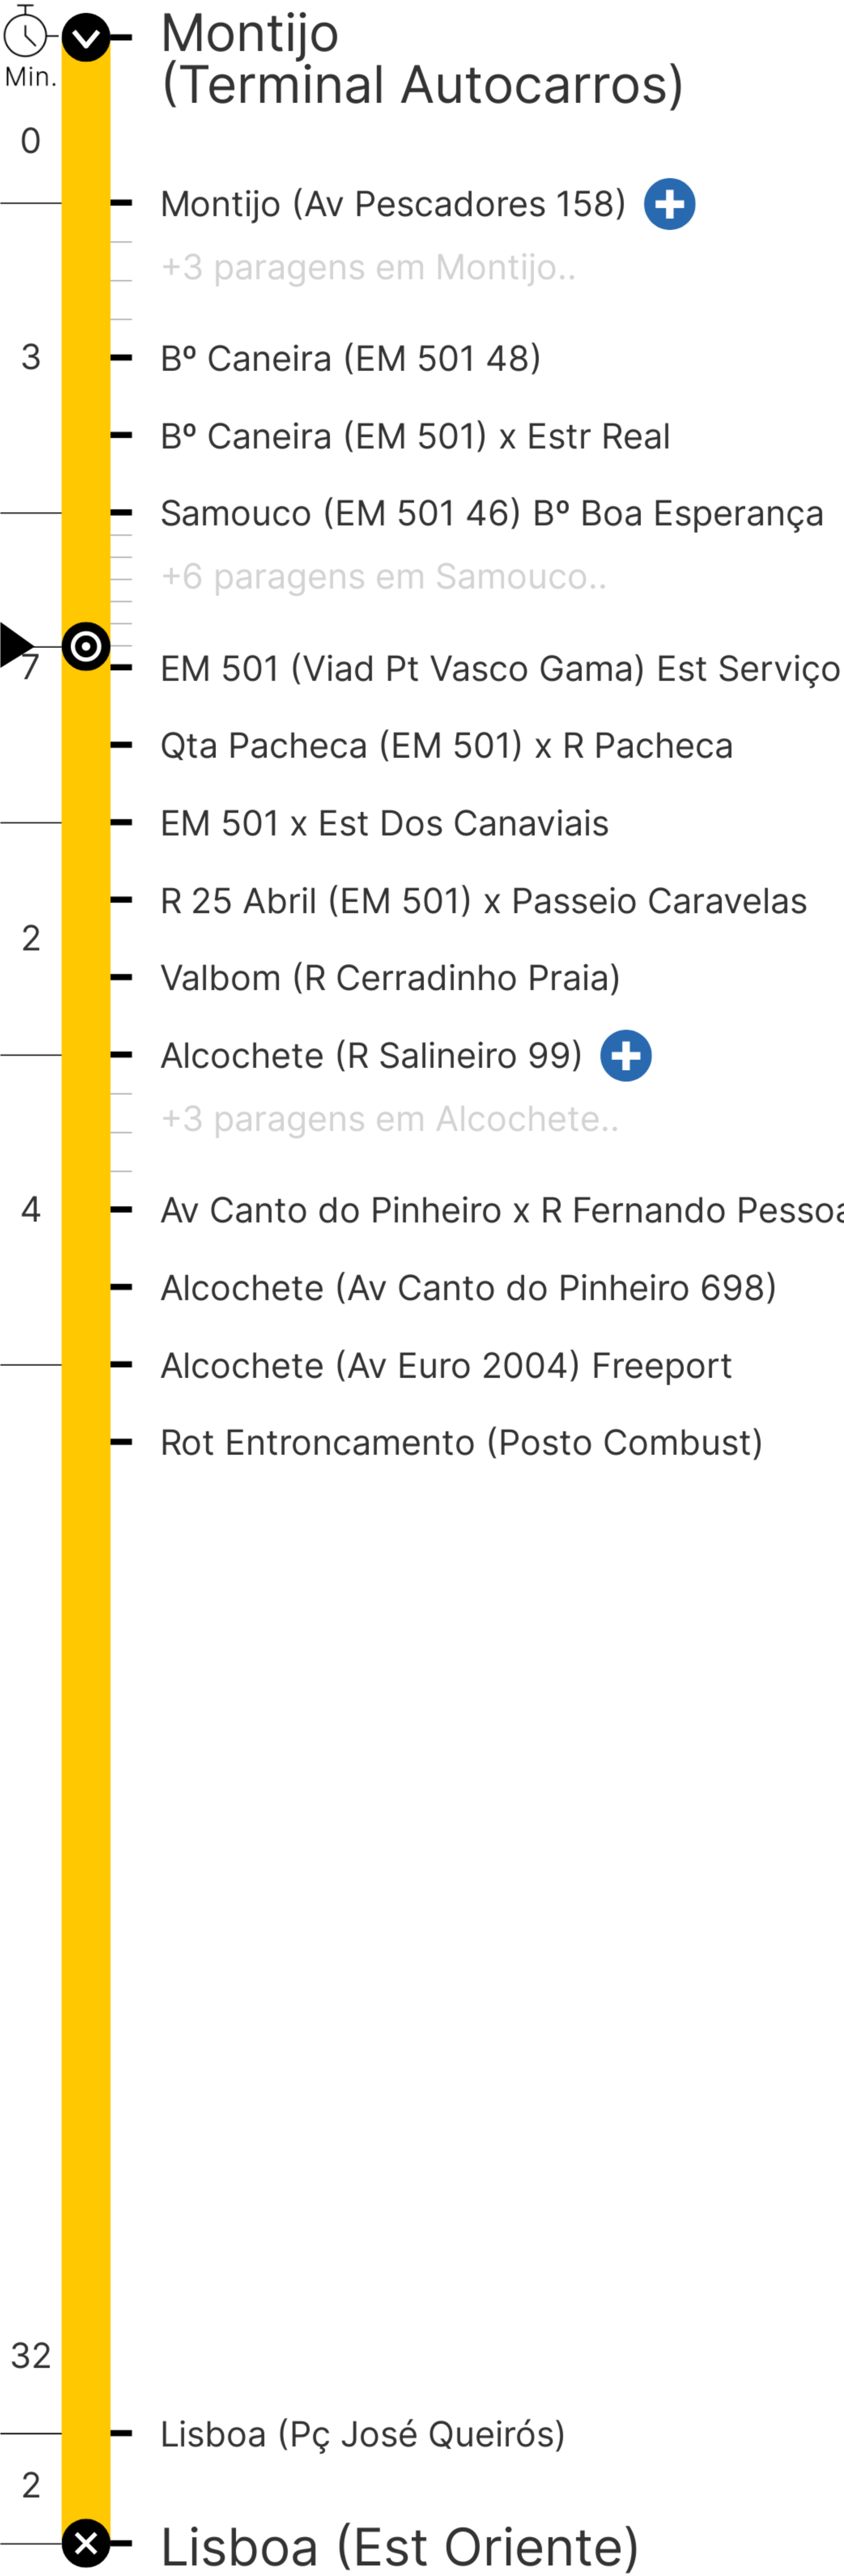 Montijo
(Terminal Autocarros)
Min.
0
Montijo (Av Pescadores 158)
+3 paragens em Montijo..
3
Bº Caneira (EM 501 48)
Bº Caneira (EM 501) x Estr Real
Samouco (EM 501 46) Bº Boa Esperança
+6 paragens em Samouco..
7
EM 501 (Viad Pt Vasco Gama) Est Serviço
Qta Pacheca (EM 501) x R Pacheca
EM 501 x Est Dos Canaviais
R 25 Abril (EM 501) x Passeio Caravelas
2
Valbom (R Cerradinho Praia)
Alcochete (R Salineiro 99)
+3 paragens em Alcochete..
4
Av Canto do Pinheiro x R Fernando Pessoa
Alcochete (Av Canto do Pinheiro 698)
Alcochete (Av Euro 2004) Freeport
Rot Entroncamento (Posto Combust)
32
Lisboa (Pç José Queirós)
2
Lisboa (Est Oriente)